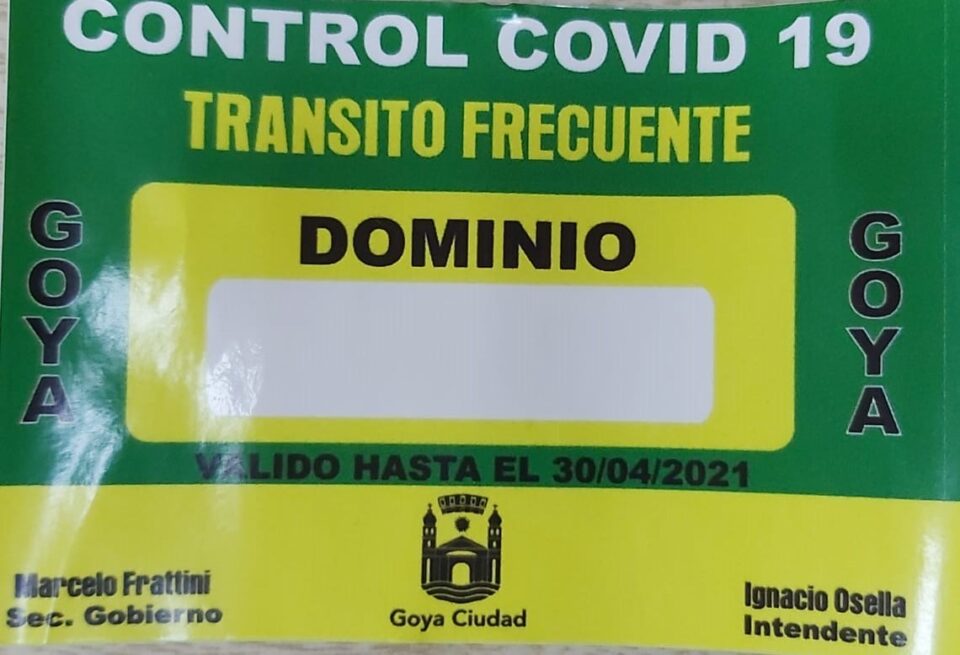 CONTROL COVID 19
TRANSITO FRECUENTE
GOYA
DOMINIO
GOYA
VALIDO HASTA EL 30/04/2021
Marcelo Frattini
Sec. Gobierno
Goya Ciudad
Ignacio Osella
Intendente